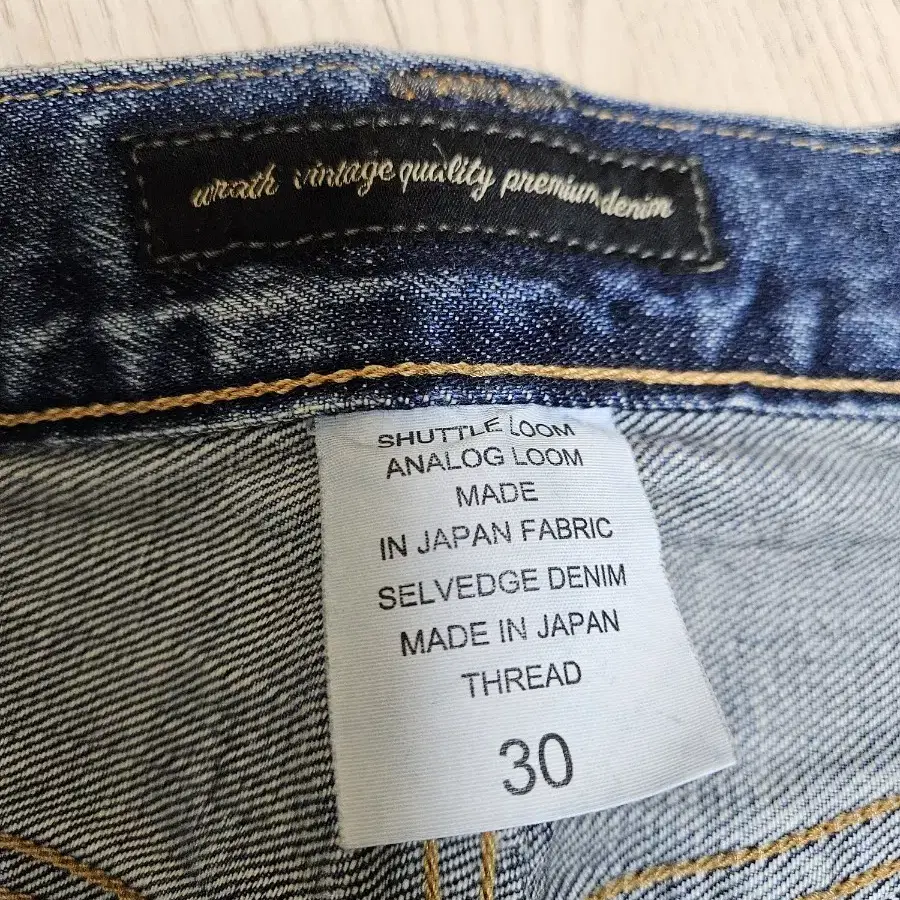 wrath vintage quality premium denim
SHUTTLE LOOM
ANALOG LOOM
MADE
IN JAPAN FABRIC
SELVEDGE DENIM
MADE IN JAPAN
THREAD
30